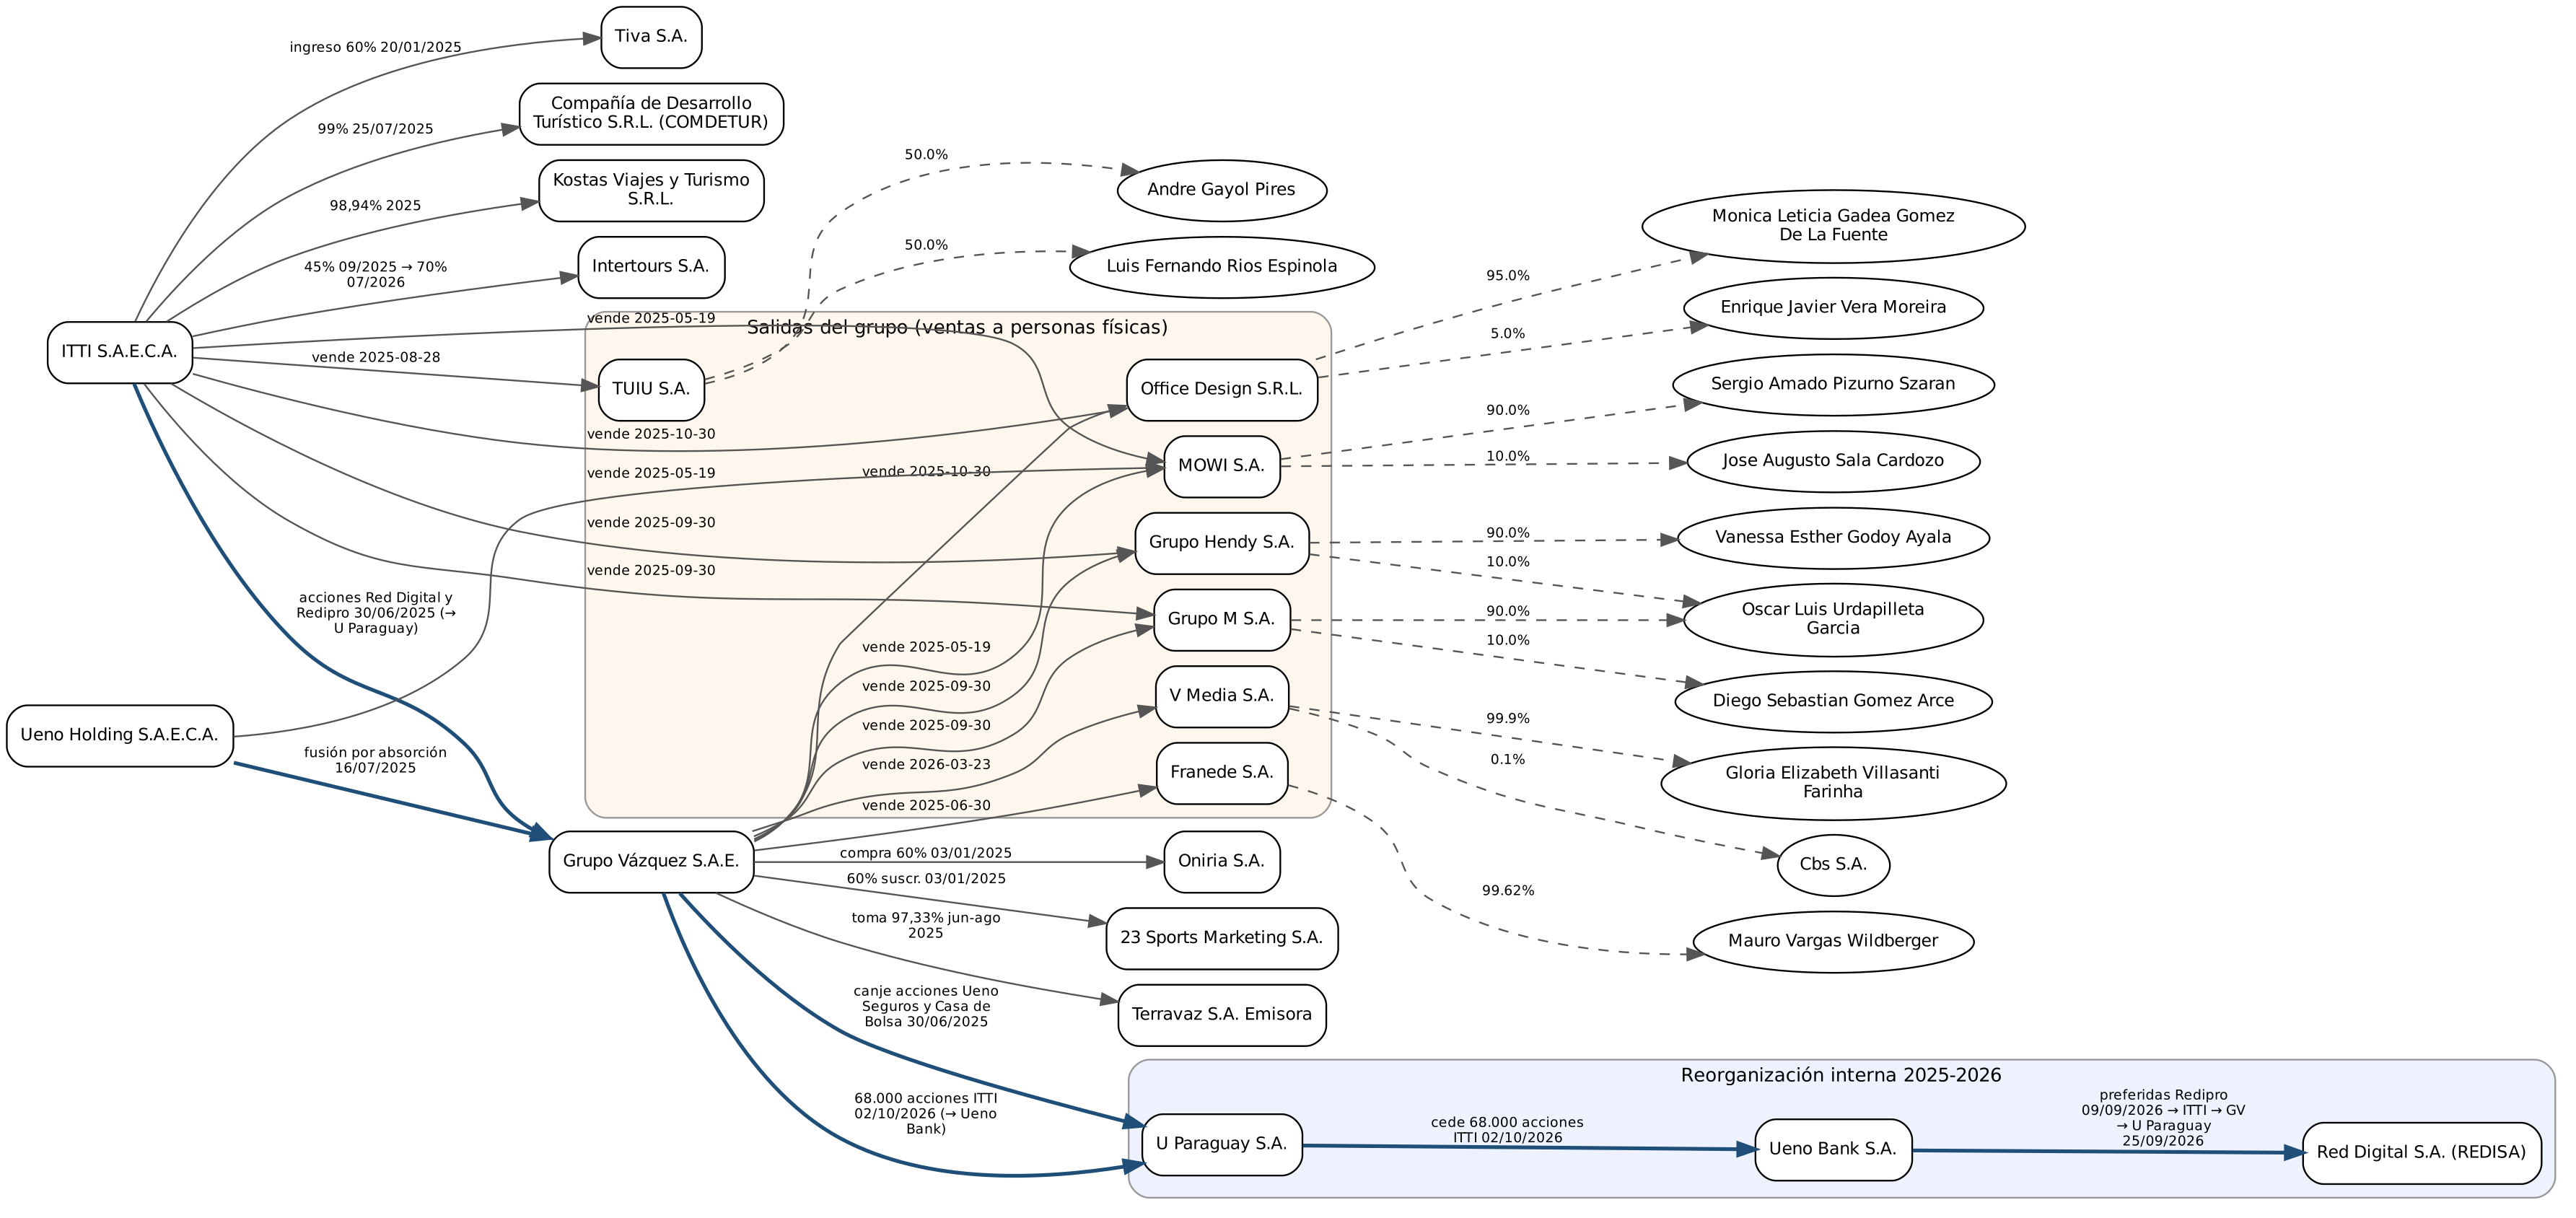 Tiva S.A.
ingreso 60% 20/01/2025
Compañía de Desarrollo
Turístico S.R.L. (COMDETUR)
99% 25/07/2025
Kostas Viajes y Turismo
S.R.L.
98,94% 2025
Intertours S.A.
45% 09/2025 → 70%
07/2026
ITTI S.A.E.C.A.
vende 2025-05-19
vende 2025-08-28
vende 2025-10-30
vende 2025-05-19
vende 2025-09-30
vende 2025-09-30
acciones Red Digital y
Redipro 30/06/2025 (→
U Paraguay)
Ueno Holding S.A.E.C.A.
fusión por absorción
16/07/2025
Salidas del grupo (ventas a personas físicas)
TUIU S.A.
50.0%
50.0%
Andre Gayol Pires
Luis Fernando Rios Espinola
Office Design S.R.L.
MOWI S.A.
Grupo Hendy S.A.
Grupo M S.A.
V Media S.A.
Franede S.A.
vende 2025-10-30
vende 2025-05-19
vende 2025-09-30
vende 2025-09-30
vende 2026-03-23
vende 2025-06-30
Grupo Vázquez S.A.E.
compra 60% 03/01/2025
60% suscr. 03/01/2025
toma 97,33% jun-ago
2025
canje acciones Ueno
Seguros y Casa de
Bolsa 30/06/2025
68.000 acciones ITTI
02/10/2026 (→ Ueno
Bank)
Oniria S.A.
23 Sports Marketing S.A.
Terravaz S.A. Emisora
95.0%
5.0%
90.0%
10.0%
90.0%
10.0%
90.0%
10.0%
99.9%
0.1%
99.62%
Monica Leticia Gadea Gomez
De La Fuente
Enrique Javier Vera Moreira
Sergio Amado Pizurno Szaran
Jose Augusto Sala Cardozo
Vanessa Esther Godoy Ayala
Oscar Luis Urdapilleta
Garcia
Diego Sebastian Gomez Arce
Gloria Elizabeth Villasanti
Farinha
Cbs S.A.
Mauro Vargas Wildberger
Reorganización interna 2025-2026
U Paraguay S.A.
cede 68.000 acciones
ITTI 02/10/2026
Ueno Bank S.A.
preferidas Redipro
09/09/2026 → ITTI → GV
→ U Paraguay
25/09/2026
Red Digital S.A. (REDISA)